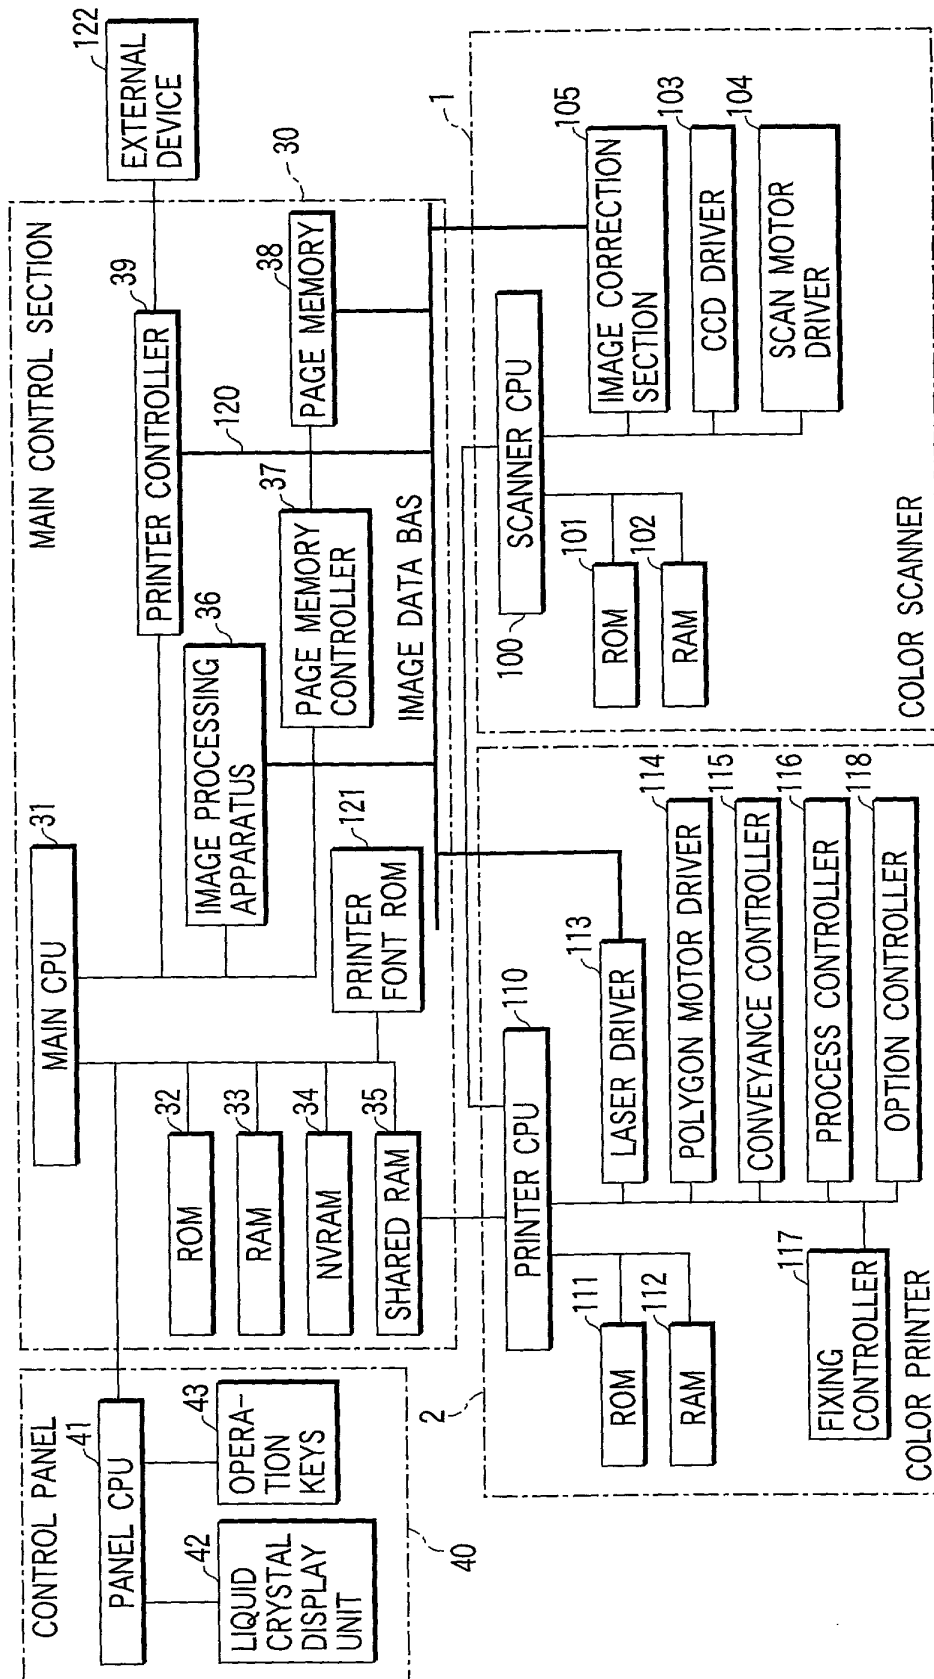 CONTROL PANEL
41
PANEL CPU
42
LIQUID
CRYSTAL
DISPLAY
UNIT
43
OPERA-
TION
KEYS
40
MAIN CONTROL SECTION
31
MAIN CPU
32
ROM
33
RAM
34
NVRAM
35
SHARED RAM
36
IMAGE PROCESSING
APPARATUS
121
PRINTER
FONT ROM
39
PRINTER CONTROLLER
37
PAGE MEMORY
CONTROLLER
38
PAGE MEMORY
120
IMAGE DATA BAS
30
122
EXTERNAL
DEVICE
2
110
PRINTER CPU
111
ROM
112
RAM
113
LASER DRIVER
114
POLYGON MOTOR DRIVER
115
CONVEYANCE CONTROLLER
116
PROCESS CONTROLLER
117
FIXING
CONTROLLER
118
OPTION CONTROLLER
COLOR PRINTER
1
100
SCANNER CPU
101
ROM
102
RAM
105
IMAGE CORRECTION
SECTION
103
CCD DRIVER
104
SCAN MOTOR
DRIVER
COLOR SCANNER